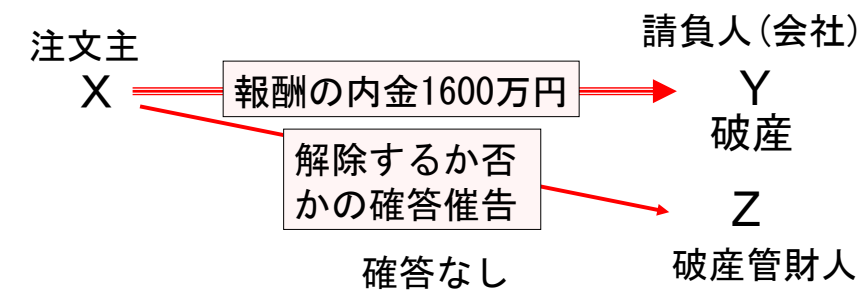 注文主
X
報酬の内金1600万円
請負人(会社)
Y
破産
解除するか否
かの確答催告
Z
破産管財人
確答なし